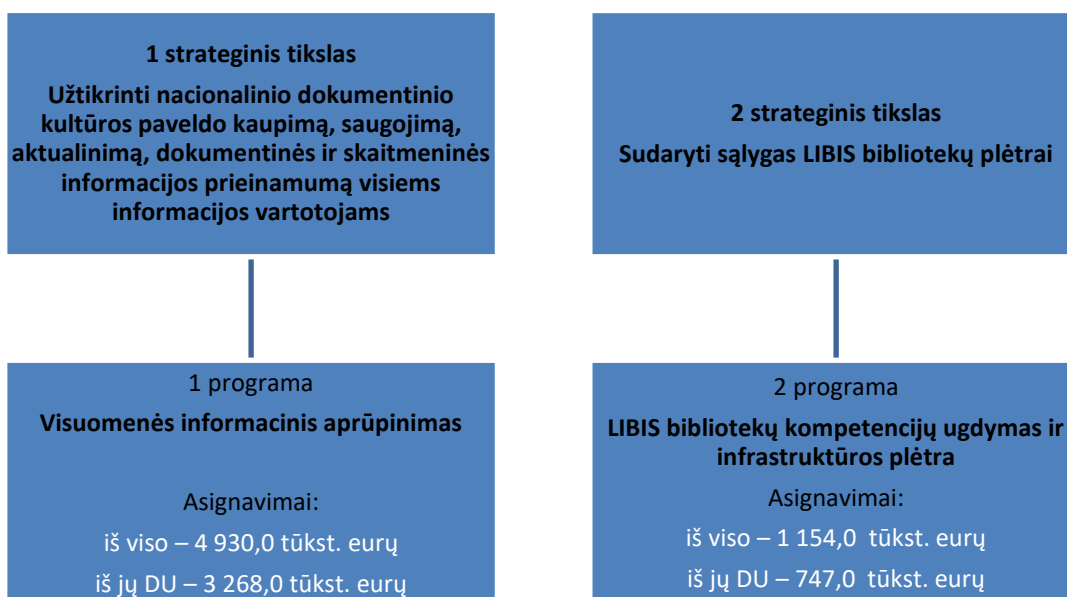 1 strateginis tikslas
Užtikrinti nacionalinio dokumentinio
kultūros paveldo kaupimą, saugojimą,
aktualinimą, dokumentinės ir skaitmeninės
informacijos prieinamumą visiems
informacijos vartotojams
2 strateginis tikslas
Sudaryti sąlygas LIBIS bibliotekų plėtrai
1 programa
Visuomenės informacinis aprūpinimas
Asignavimai:
iš viso – 4 930,0 tūkst. eurų
iš jų DU – 3 268,0 tūkst. eurų
2 programa
LIBIS bibliotekų kompetencijų ugdymas ir
infrastruktūros plėtra
Asignavimai:
iš viso – 1 154,0 tūkst. eurų
iš jų DU – 747,0 tūkst. eurų